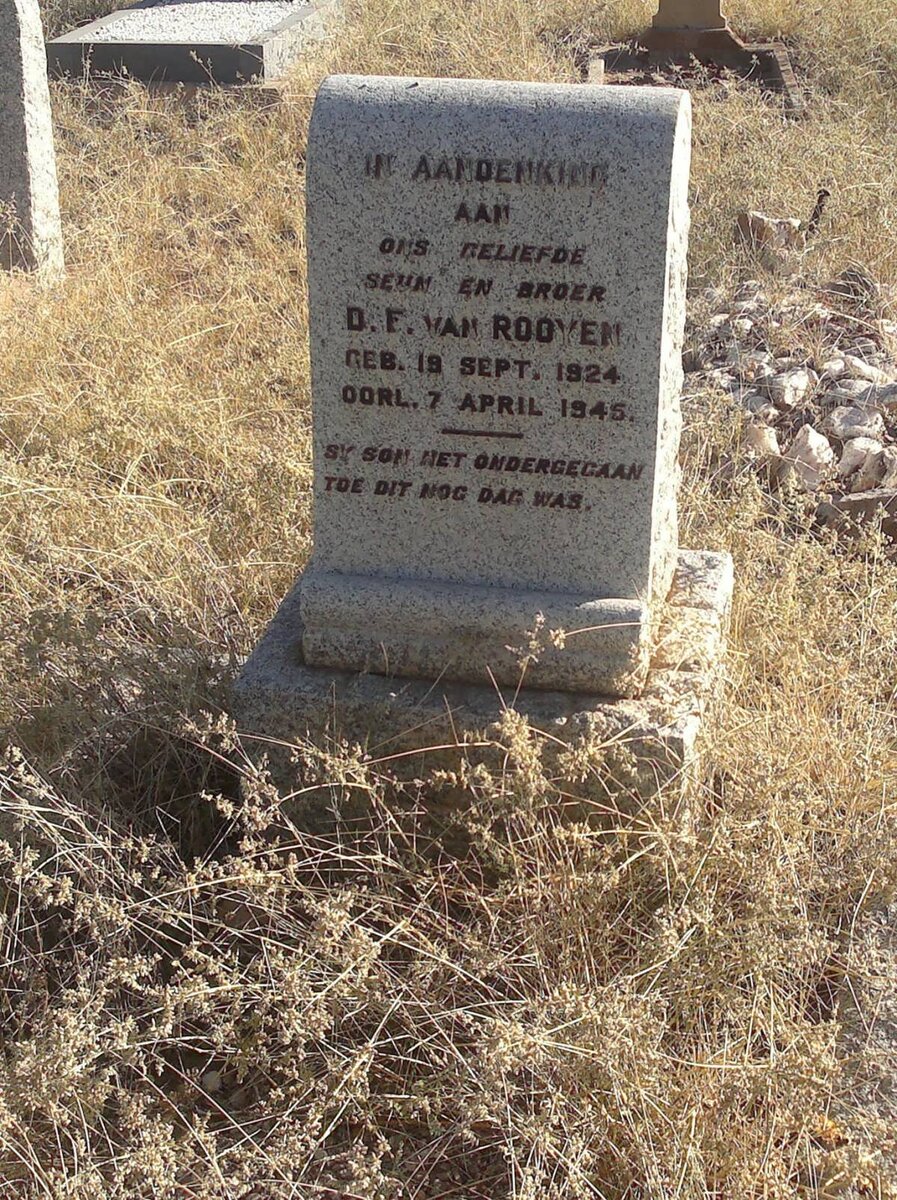 IN AANDENKING
AAN
ONS GELIEFDE
SEUN EN BROER
D. F. VAN ROOYEN
GEB. 19 SEPT. 1924
OORL. 7 APRIL 1945.
SY SON HET ONDERGEGAAN
TOE DIT NOG DAG WAS.